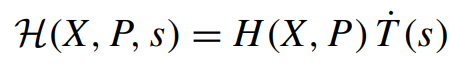 ℋ(X, P, s) = H(X, P) Ṫ(s)